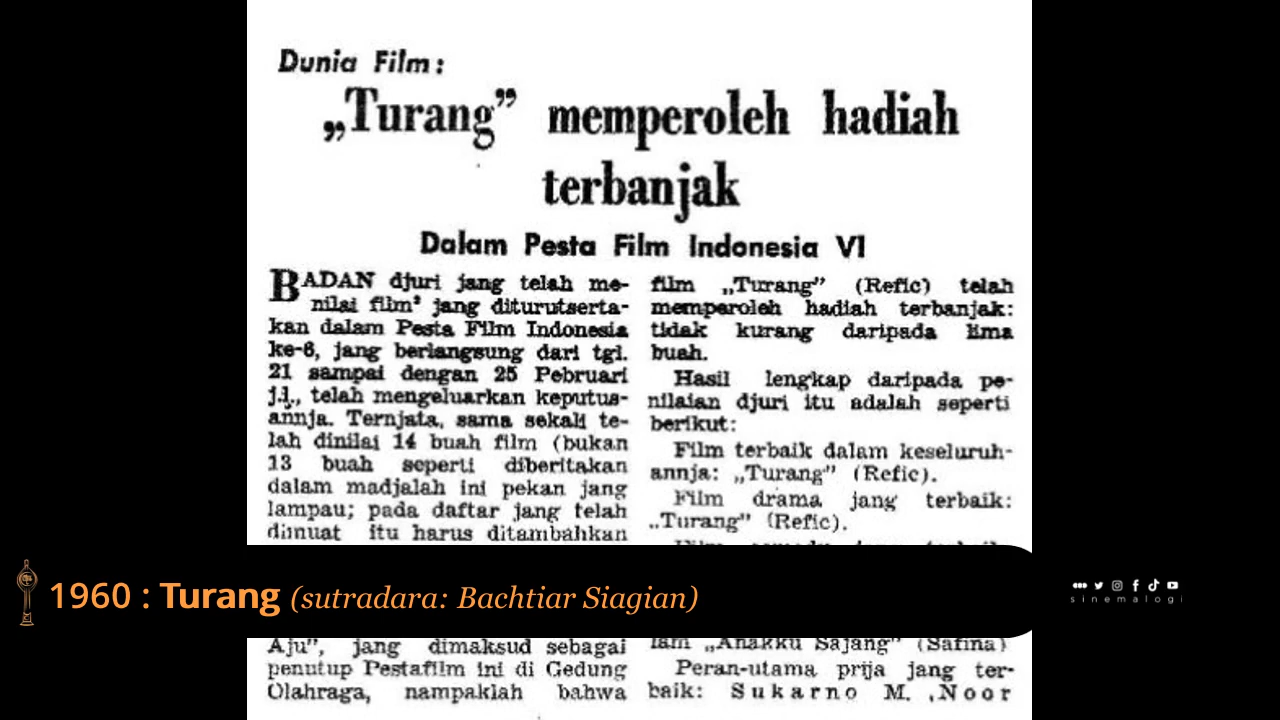 Dunia Film:
„Turang” memperoleh hadiah
terbanjak
Dalam Pesta Film Indonesia VI
BADAN djuri jang telah me-
nilai film² jang diturutserta-
kan dalam Pesta Film Indonesia
ke-6, jang berlangsung dari tgl.
21 sampai dengan 25 Pebruari
j.l., telah mengeluarkan keputus-
annja. Ternjata, sama sekali te-
lah dinilai 14 buah film (bukan
13 buah seperti diberitakan
dalam madjalah ini pekan jang
lampau; pada daftar jang telah
dimuat itu harus ditambahkan
Aju”, jang dimaksud sebagai
penutup Pestafilm ini di Gedung
Olahraga, nampaklah bahwa
film „Turang” (Refic) telah
memperoleh hadiah terbanjak:
tidak kurang daripada lima
buah.
Hasil lengkap daripada pe-
nilaian djuri itu adalah seperti
berikut:
Film terbaik dalam keseluruh-
annja: „Turang” (Refic).
Film drama jang terbaik:
„Turang” (Refic).
lam „Anakku Sajang” (Safina)
Peran-utama prija jang ter-
baik: Sukarno M. Noor
1960 : Turang (sutradara: Bachtiar Siagian)
sinemalogi